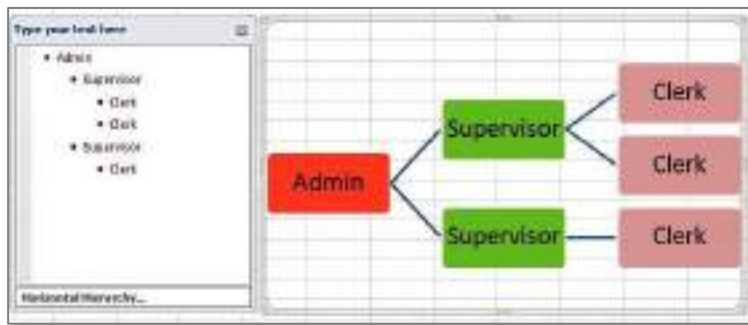 Type your text here
Admin
Supervisor
Clerk
Clerk
Supervisor
Clerk
Horizontal Hierarchy...
Admin
Supervisor
Clerk
Clerk
Supervisor
Clerk